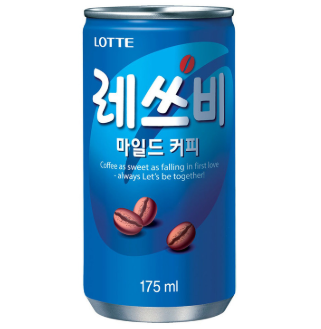 LOTTE
레쓰비
마일드 커피
Coffee as sweet as falling in first love
- always Let's be together!
175 ml